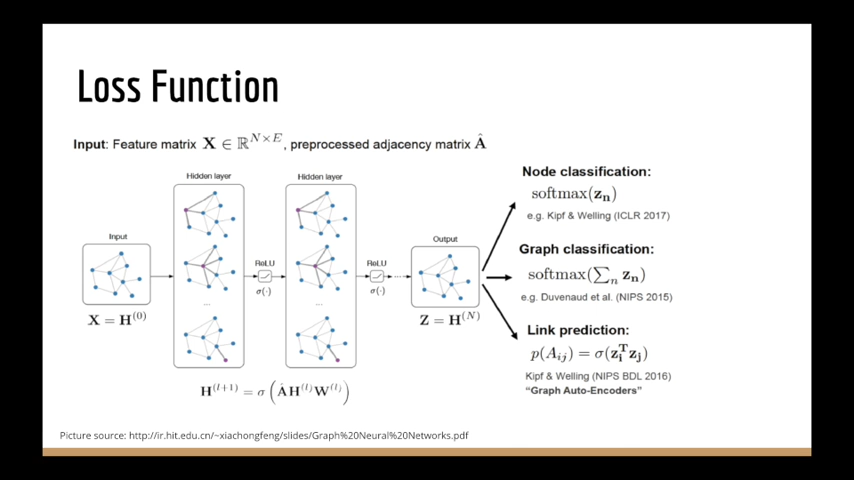 Loss Function
Input: Feature matrix X ∈ ℝ^{N×E}, preprocessed adjacency matrix Â
Hidden layer
Hidden layer
Input
ReLU
σ(·)
ReLU
σ(·)
...
...
Output
X = H^{(0)}
Z = H^{(N)}
H^{(l+1)} = σ(ÂH^{(l)}W^{(l)})
Node classification:
softmax(z_n)
e.g. Kipf & Welling (ICLR 2017)
Graph classification:
softmax(∑_n z_n)
e.g. Duvenaud et al. (NIPS 2015)
Link prediction:
p(A_{ij}) = σ(z_i^T z_j)
Kipf & Welling (NIPS BDL 2016)
“Graph Auto-Encoders”
Picture source: http://ir.hit.edu.cn/~xiachongfeng/slides/Graph%20Neural%20Networks.pdf